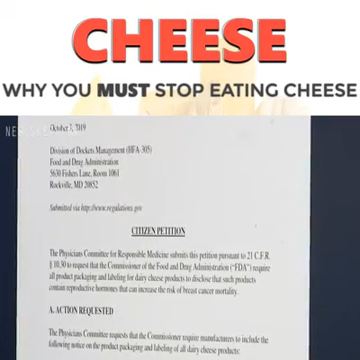 CHEESE
WHY YOU MUST STOP EATING CHEESE
October 3, 2019
Division of Dockets Management (HFA-305)
Food and Drug Administration
5630 Fishers Lane, Room 1061
Rockville, MD 20852
Submitted via http://www.regulations.gov
CITIZEN PETITION
The Physicians Committee for Responsible Medicine submits this petition pursuant to 21 C.F.R.
§ 10.30 to request that the Commissioner of the Food and Drug Administration ("FDA") require
all product packaging and labeling for dairy cheese products to disclose that such products
contain reproductive hormones that can increase the risk of breast cancer mortality.
A. ACTION REQUESTED
The Physicians Committee requests that the Commissioner require manufacturers to include the
following notice on the product packaging and labeling of all dairy cheese products: